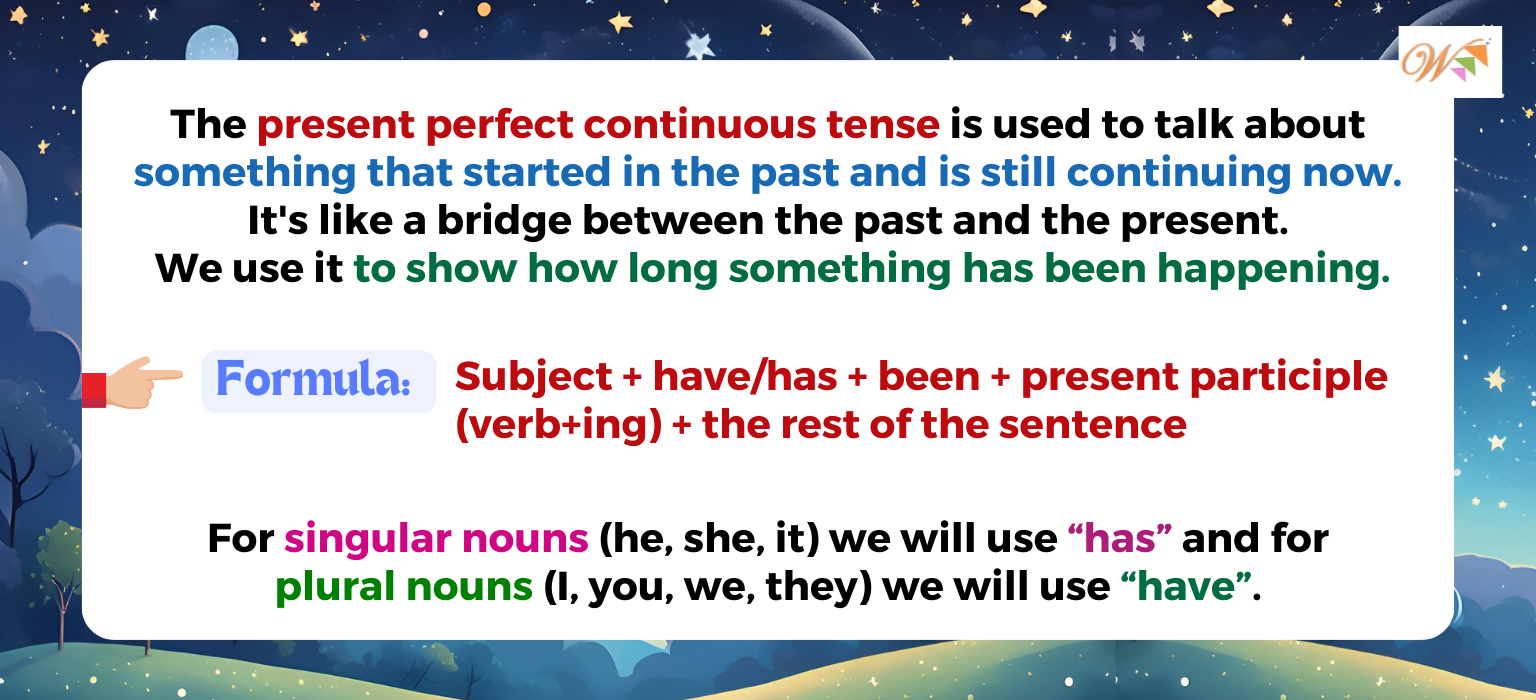 W
The present perfect continuous tense is used to talk about
something that started in the past and is still continuing now.
It's like a bridge between the past and the present.
We use it to show how long something has been happening.
Formula: Subject + have/has + been + present participle
(verb+ing) + the rest of the sentence
For singular nouns (he, she, it) we will use “has” and for
plural nouns (I, you, we, they) we will use “have”.